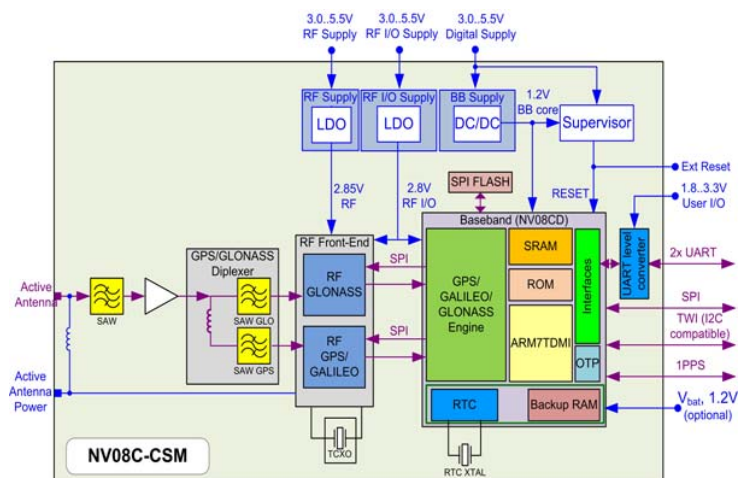 3.0..5.5V
RF Supply
3.0..5.5V
RF I/O Supply
3.0..5.5V
Digital Supply
RF Supply
LDO
RF I/O Supply
LDO
BB Supply
DC/DC
1.2V
BB core
Supervisor
Ext Reset
RESET
1.8..3.3V
User I/O
2.85V
RF
2.8V
RF I/O
SPI FLASH
Baseband (NV08CD)
RF Front-End
GPS/GLONASS
Diplexer
SPI
RF
GLONASS
GPS/
GALILEO/
GLONASS
Engine
SRAM
ROM
ARM7TDMI
Interfaces
OTP
UART level
converter
2x UART
SPI
TWI (I2C
compatible)
1PPS
Active
Antenna
SAW
SAW GLO
SAW GPS
SPI
RF
GPS/
GALILEO
Active
Antenna
Power
RTC
Backup RAM
Vbat, 1.2V
(optional)
TCXO
RTC XTAL
NV08C-CSM